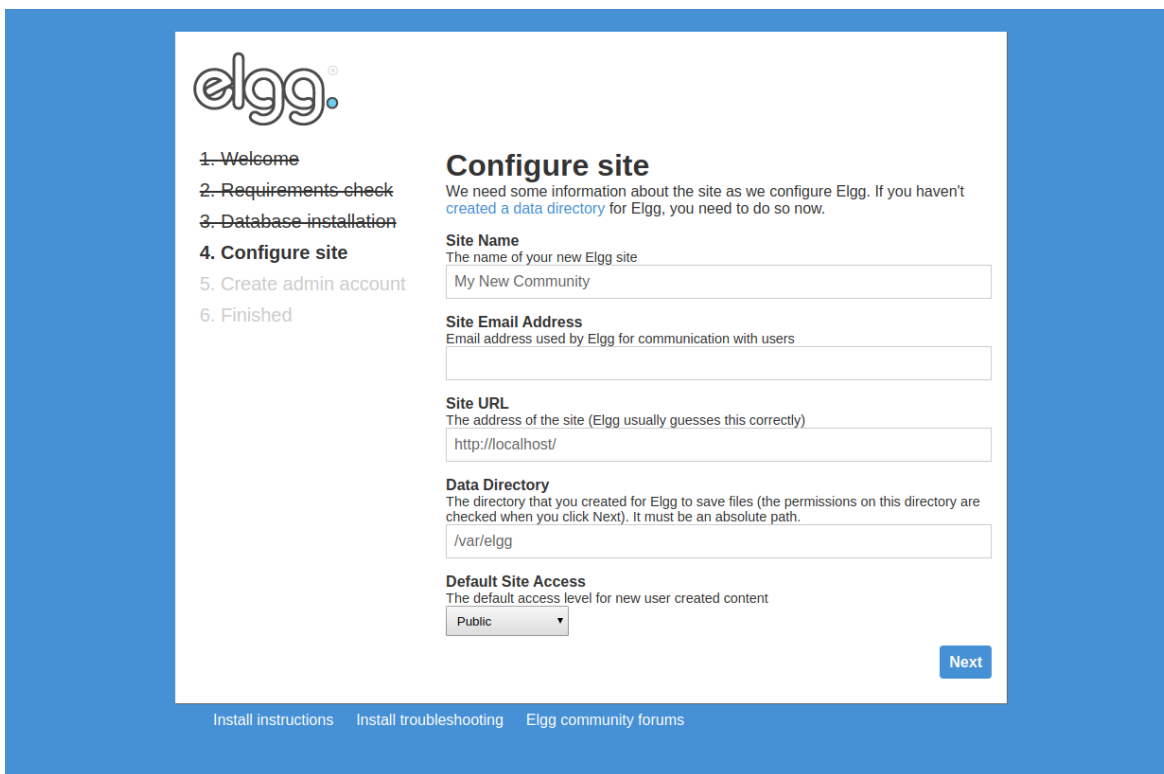 elgg.®
1. Welcome
2. Requirements check
3. Database installation
4. Configure site
5. Create admin account
6. Finished
Configure site
We need some information about the site as we configure Elgg. If you haven't
created a data directory for Elgg, you need to do so now.
Site Name
The name of your new Elgg site
My New Community
Site Email Address
Email address used by Elgg for communication with users
Site URL
The address of the site (Elgg usually guesses this correctly)
http://localhost/
Data Directory
The directory that you created for Elgg to save files (the permissions on this directory are
checked when you click Next). It must be an absolute path.
/var/elgg
Default Site Access
The default access level for new user created content
Public
Next
Install instructions Install troubleshooting Elgg community forums